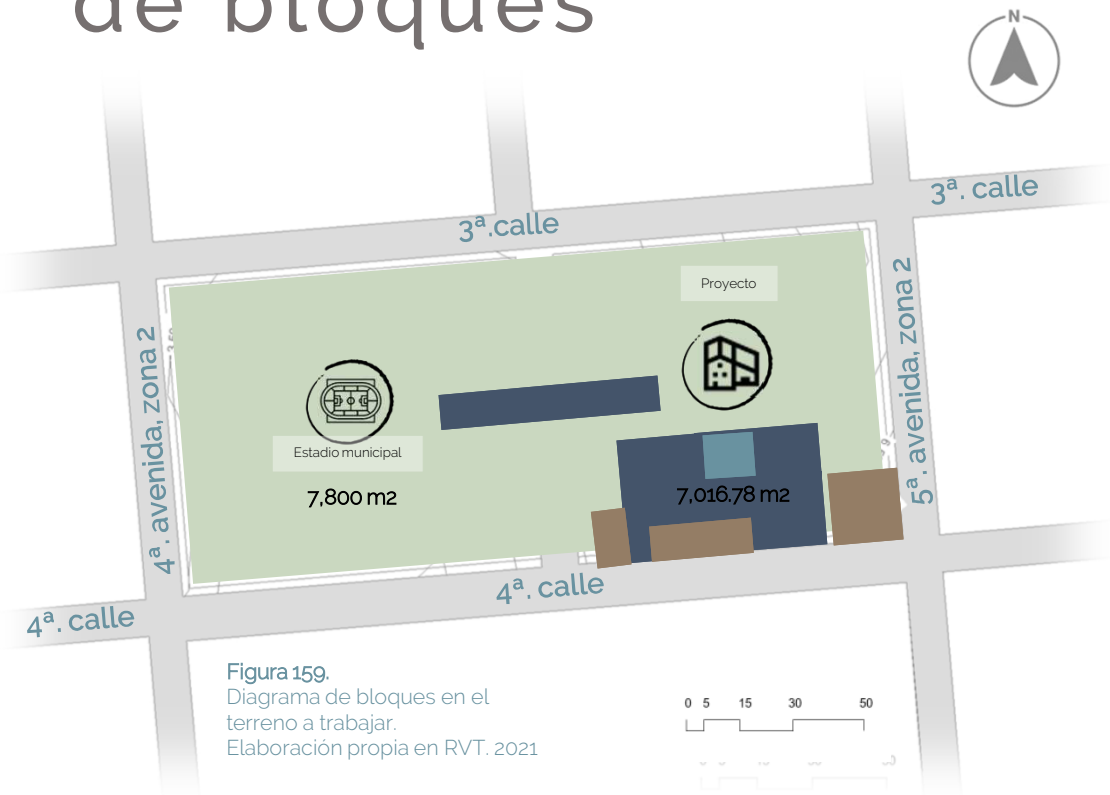 de bloques
N
3ª. calle
3ª.calle
Proyecto
4ª. avenida, zona 2
5ª. avenida, zona 2
Estadio municipal
7,800 m2
7,016.78 m2
4ª. calle
4ª. calle
Figura 159.
Diagrama de bloques en el
terreno a trabajar.
Elaboración propia en RVT. 2021
0 5 15 30 50